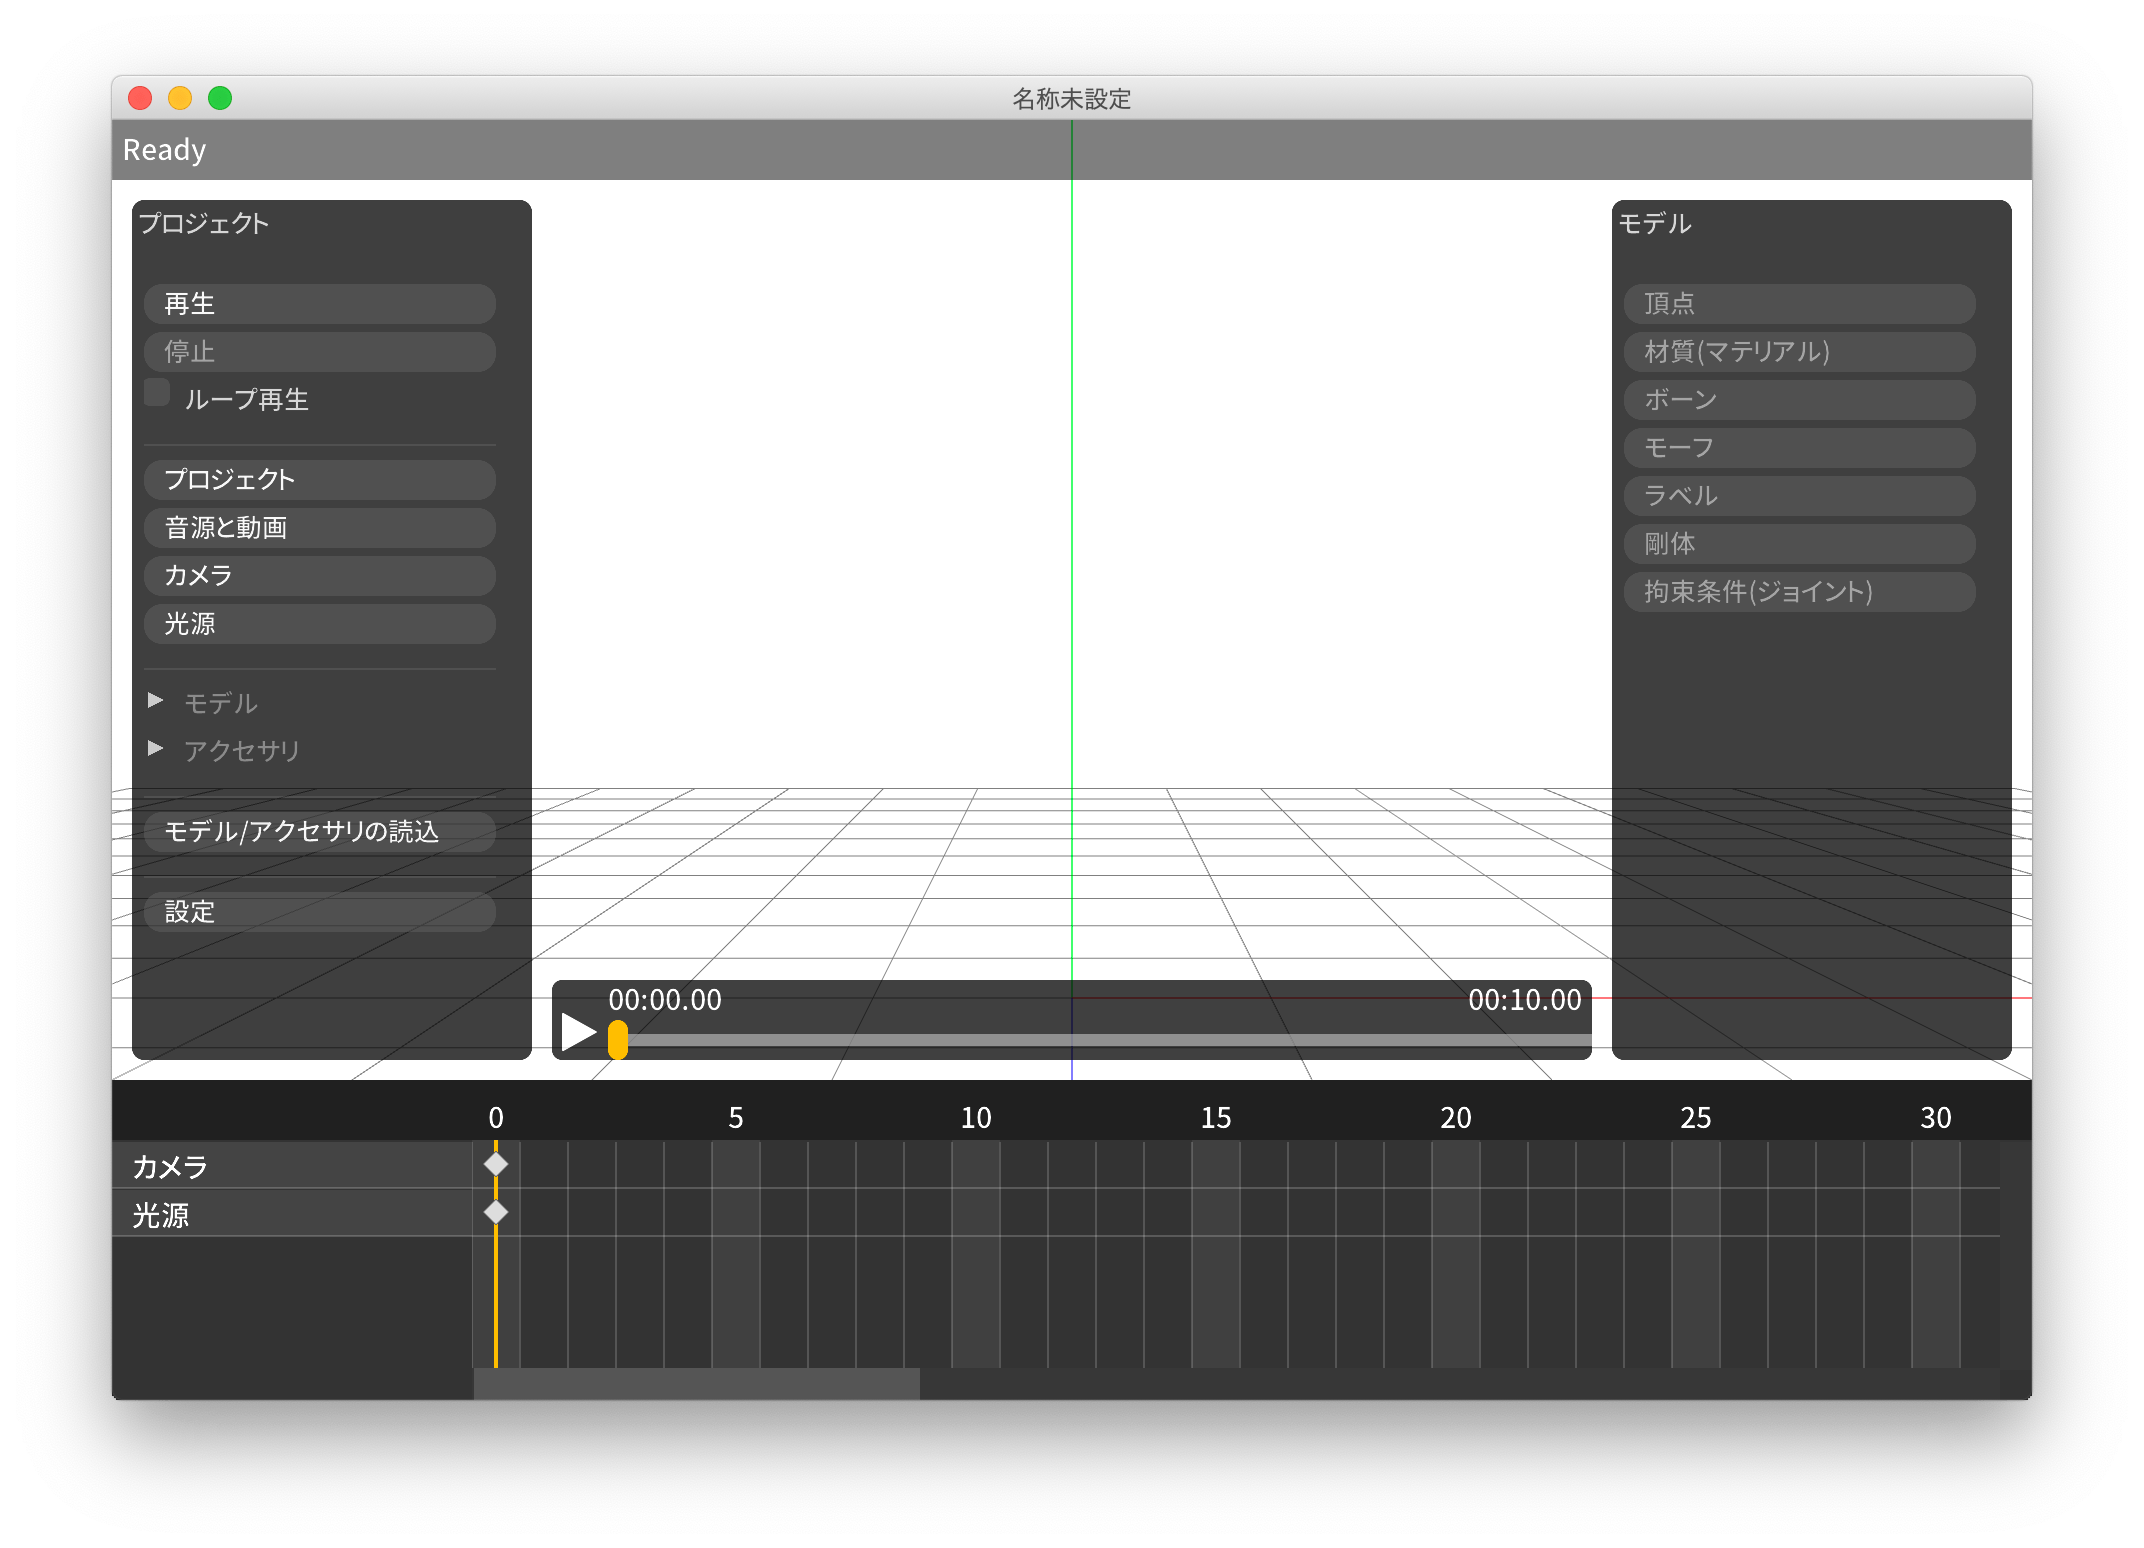 名称未設定
Ready
プロジェクト
再生
停止
ループ再生
プロジェクト
音源と動画
カメラ
光源
モデル
アクセサリ
モデル/アクセサリの読込
設定
モデル
頂点
材質(マテリアル)
ボーン
モーフ
ラベル
剛体
拘束条件(ジョイント)
00:00.00 00:10.00
0 5 10 15 20 25 30
カメラ
光源